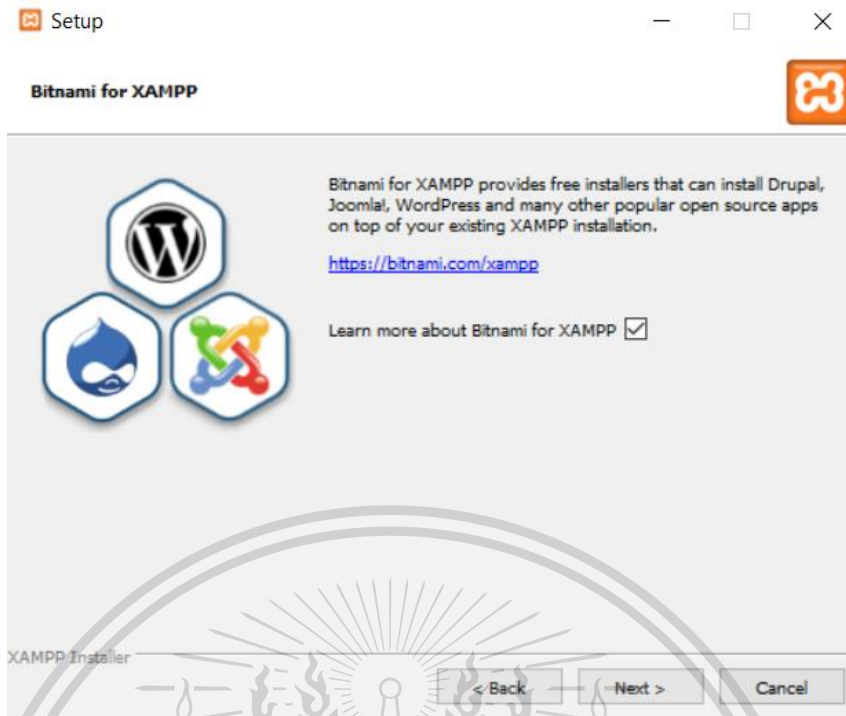 Setup
Bitnami for XAMPP
Bitnami for XAMPP provides free installers that can install Drupal,
Joomla!, WordPress and many other popular open source apps
on top of your existing XAMPP installation.
https://bitnami.com/xampp
Learn more about Bitnami for XAMPP
XAMPP Installer
< Back
Next >
Cancel